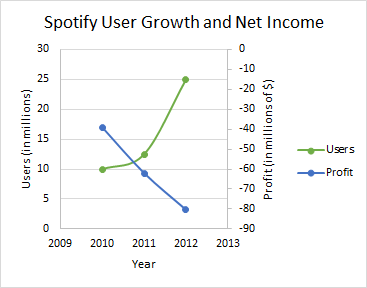 Spotify User Growth and Net Income
30
25
20
15
10
5
0
Users (in millions)
0
-10
-20
-30
-40
-50
-60
-70
-80
-90
Profit (in millions of $)
2009 2010 2011 2012 2013
Year
Users
Profit